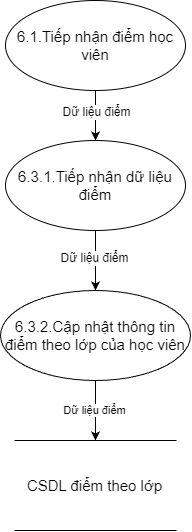 6.1.Tiếp nhận điểm học
viên
Dữ liệu điểm
6.3.1.Tiếp nhận dữ liệu
điểm
Dữ liệu điểm
6.3.2.Cập nhật thông tin
điểm theo lớp của học viên
Dữ liệu điểm
CSDL điểm theo lớp